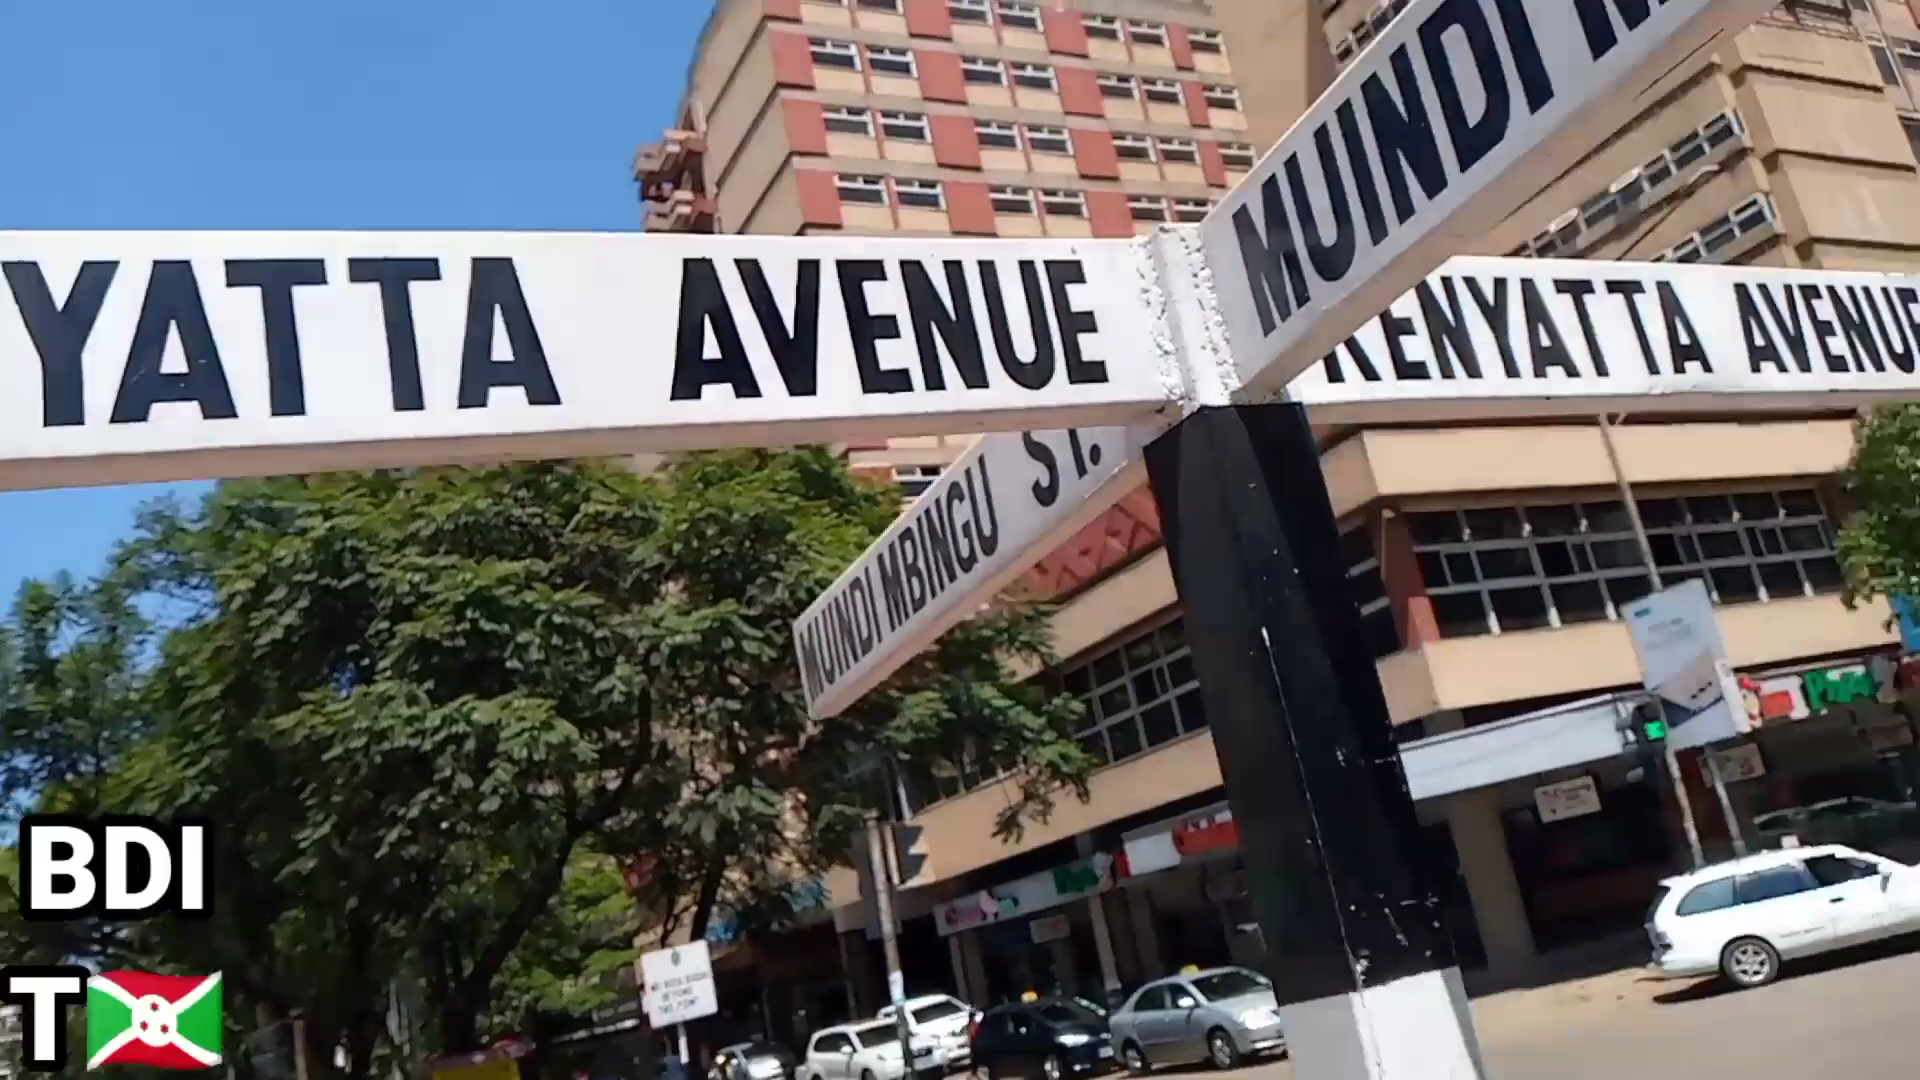 MUINDI
YATTA AVENUE
KENYATTA AVENUE
MUINDI MBINGU ST.
BDI
T